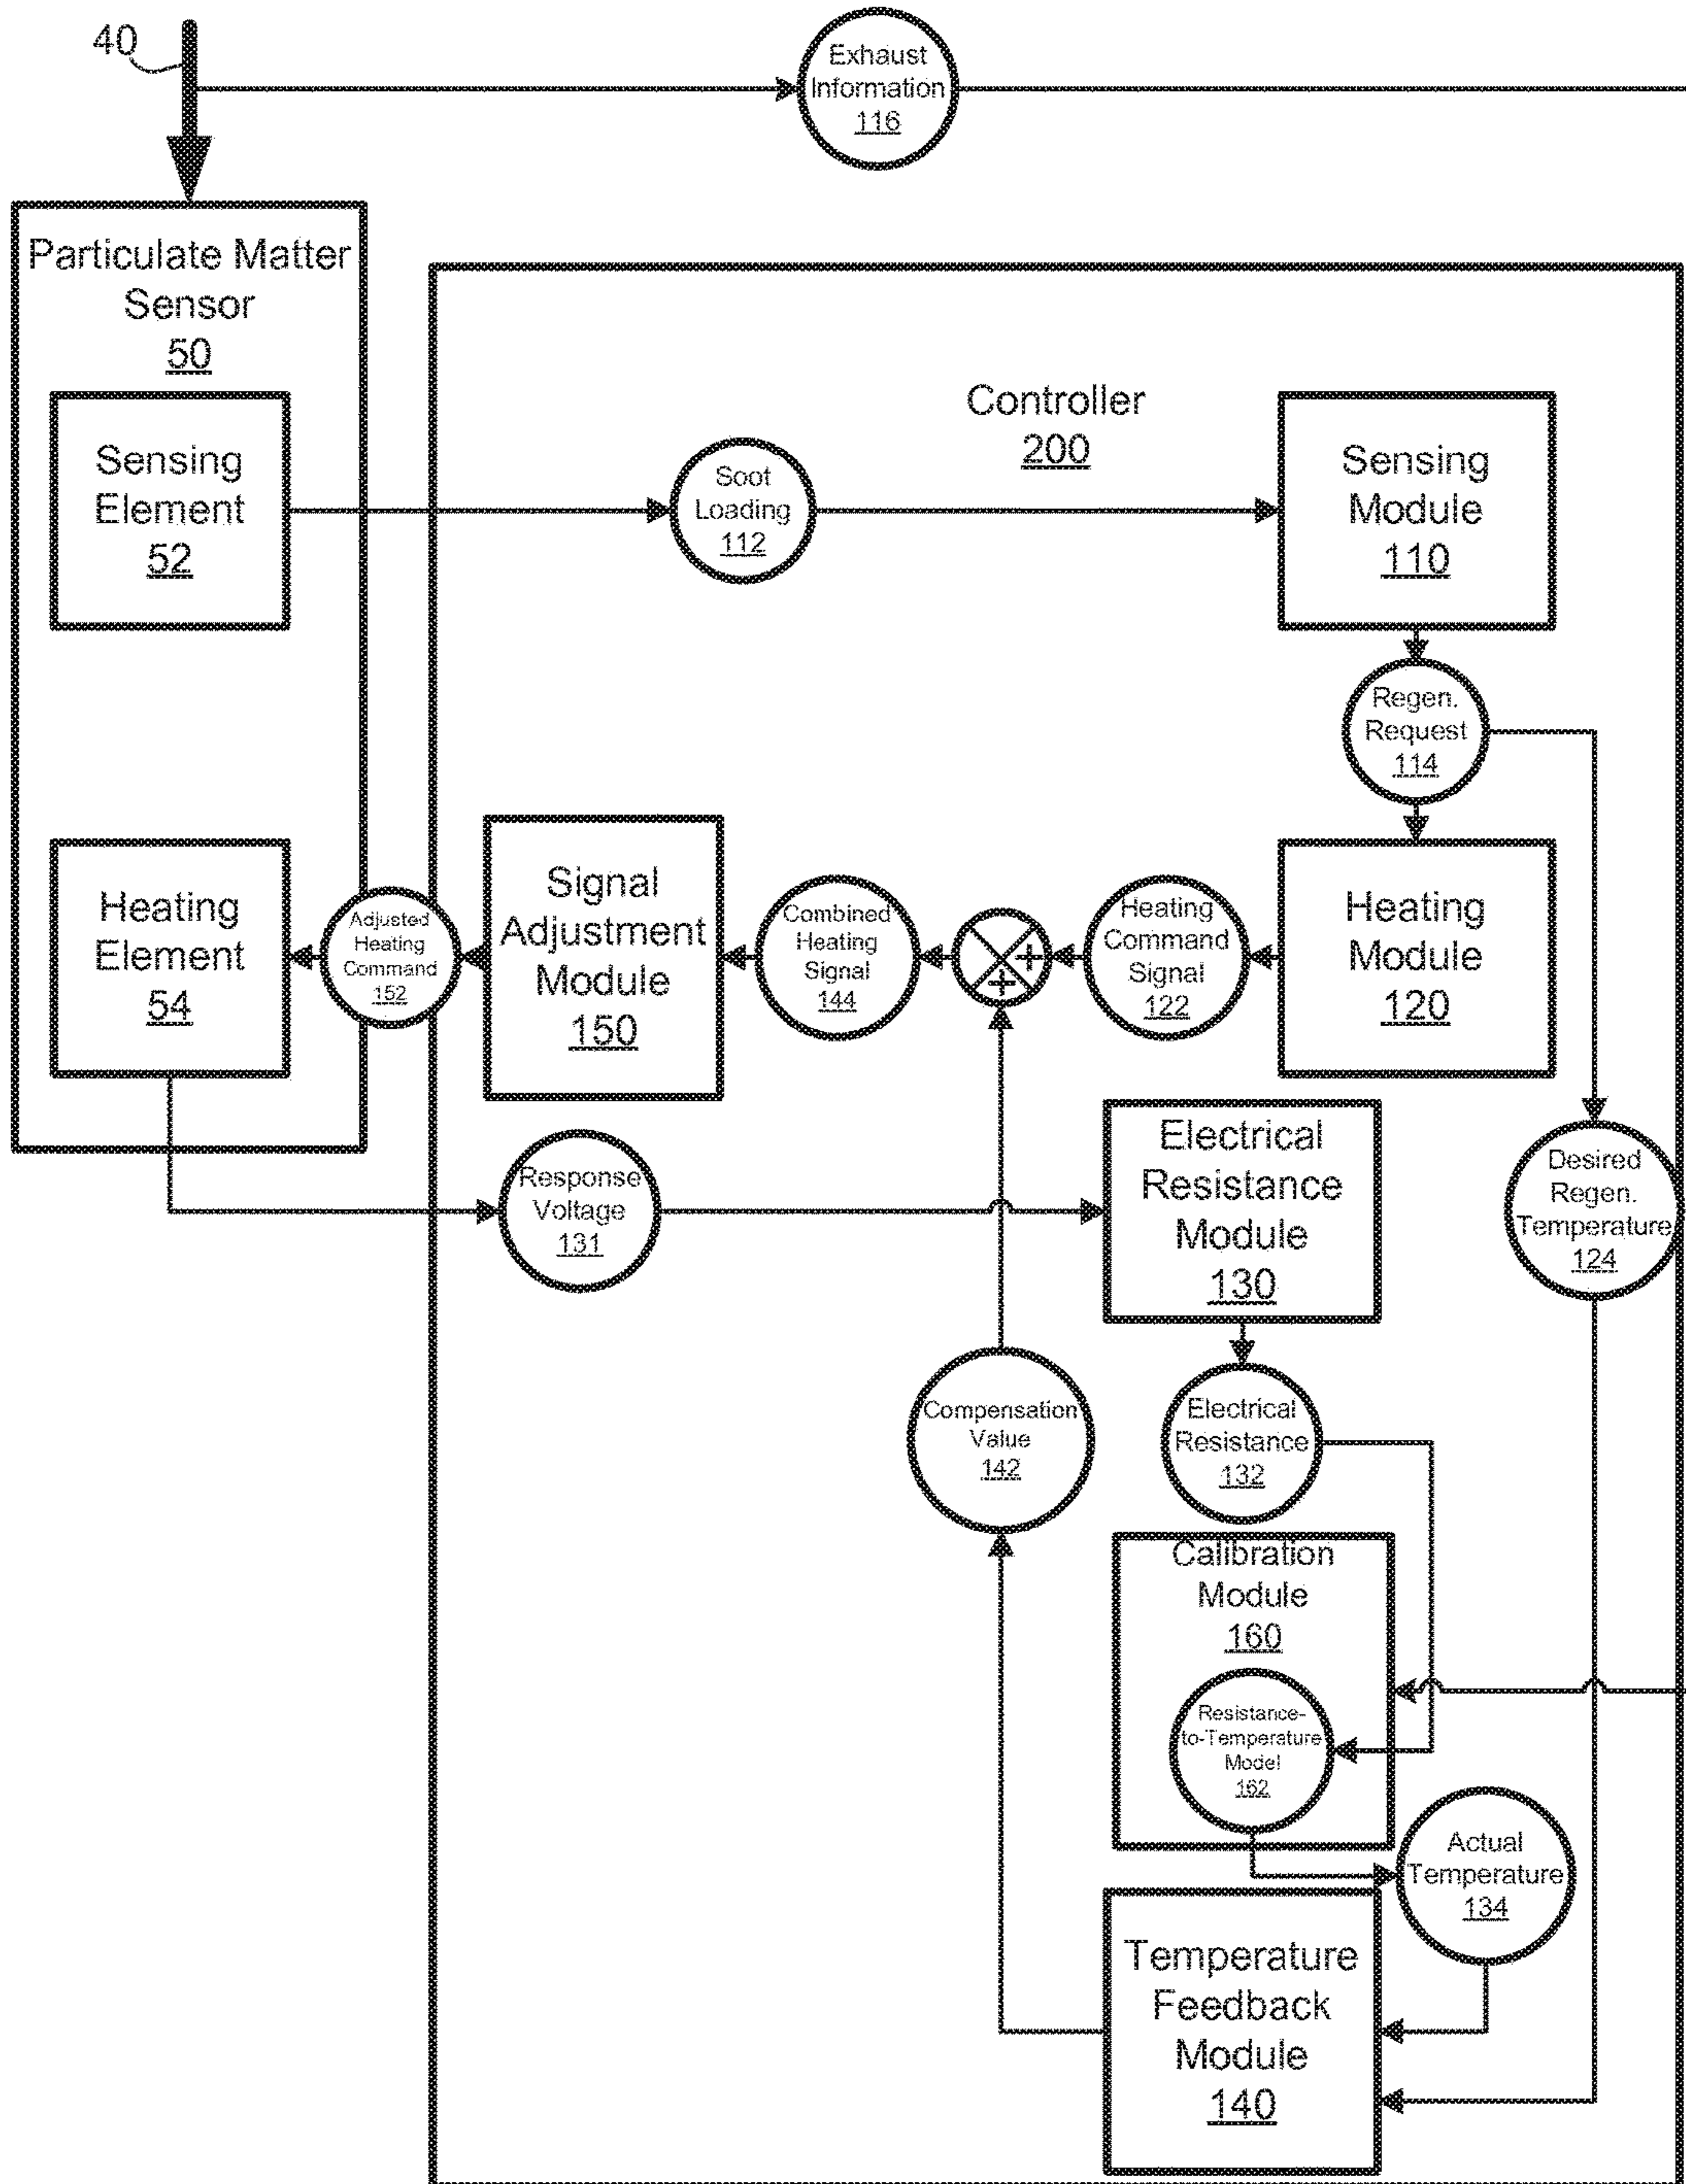 40
Exhaust
Information
116
Particulate Matter
Sensor
50
Controller
200
Sensing
Element
52
Soot
Loading
112
Sensing
Module
110
Regen.
Request
114
Heating
Element
54
Adjusted
Heating
Command
152
Signal
Adjustment
Module
150
Combined
Heating
Signal
144
+
+
Heating
Command
Signal
122
Heating
Module
120
Response
Voltage
131
Electrical
Resistance
Module
130
Desired
Regen.
Temperature
124
Compensation
Value
142
Electrical
Resistance
132
Calibration
Module
160
Resistance-
to-Temperature
Model
162
Actual
Temperature
134
Temperature
Feedback
Module
140